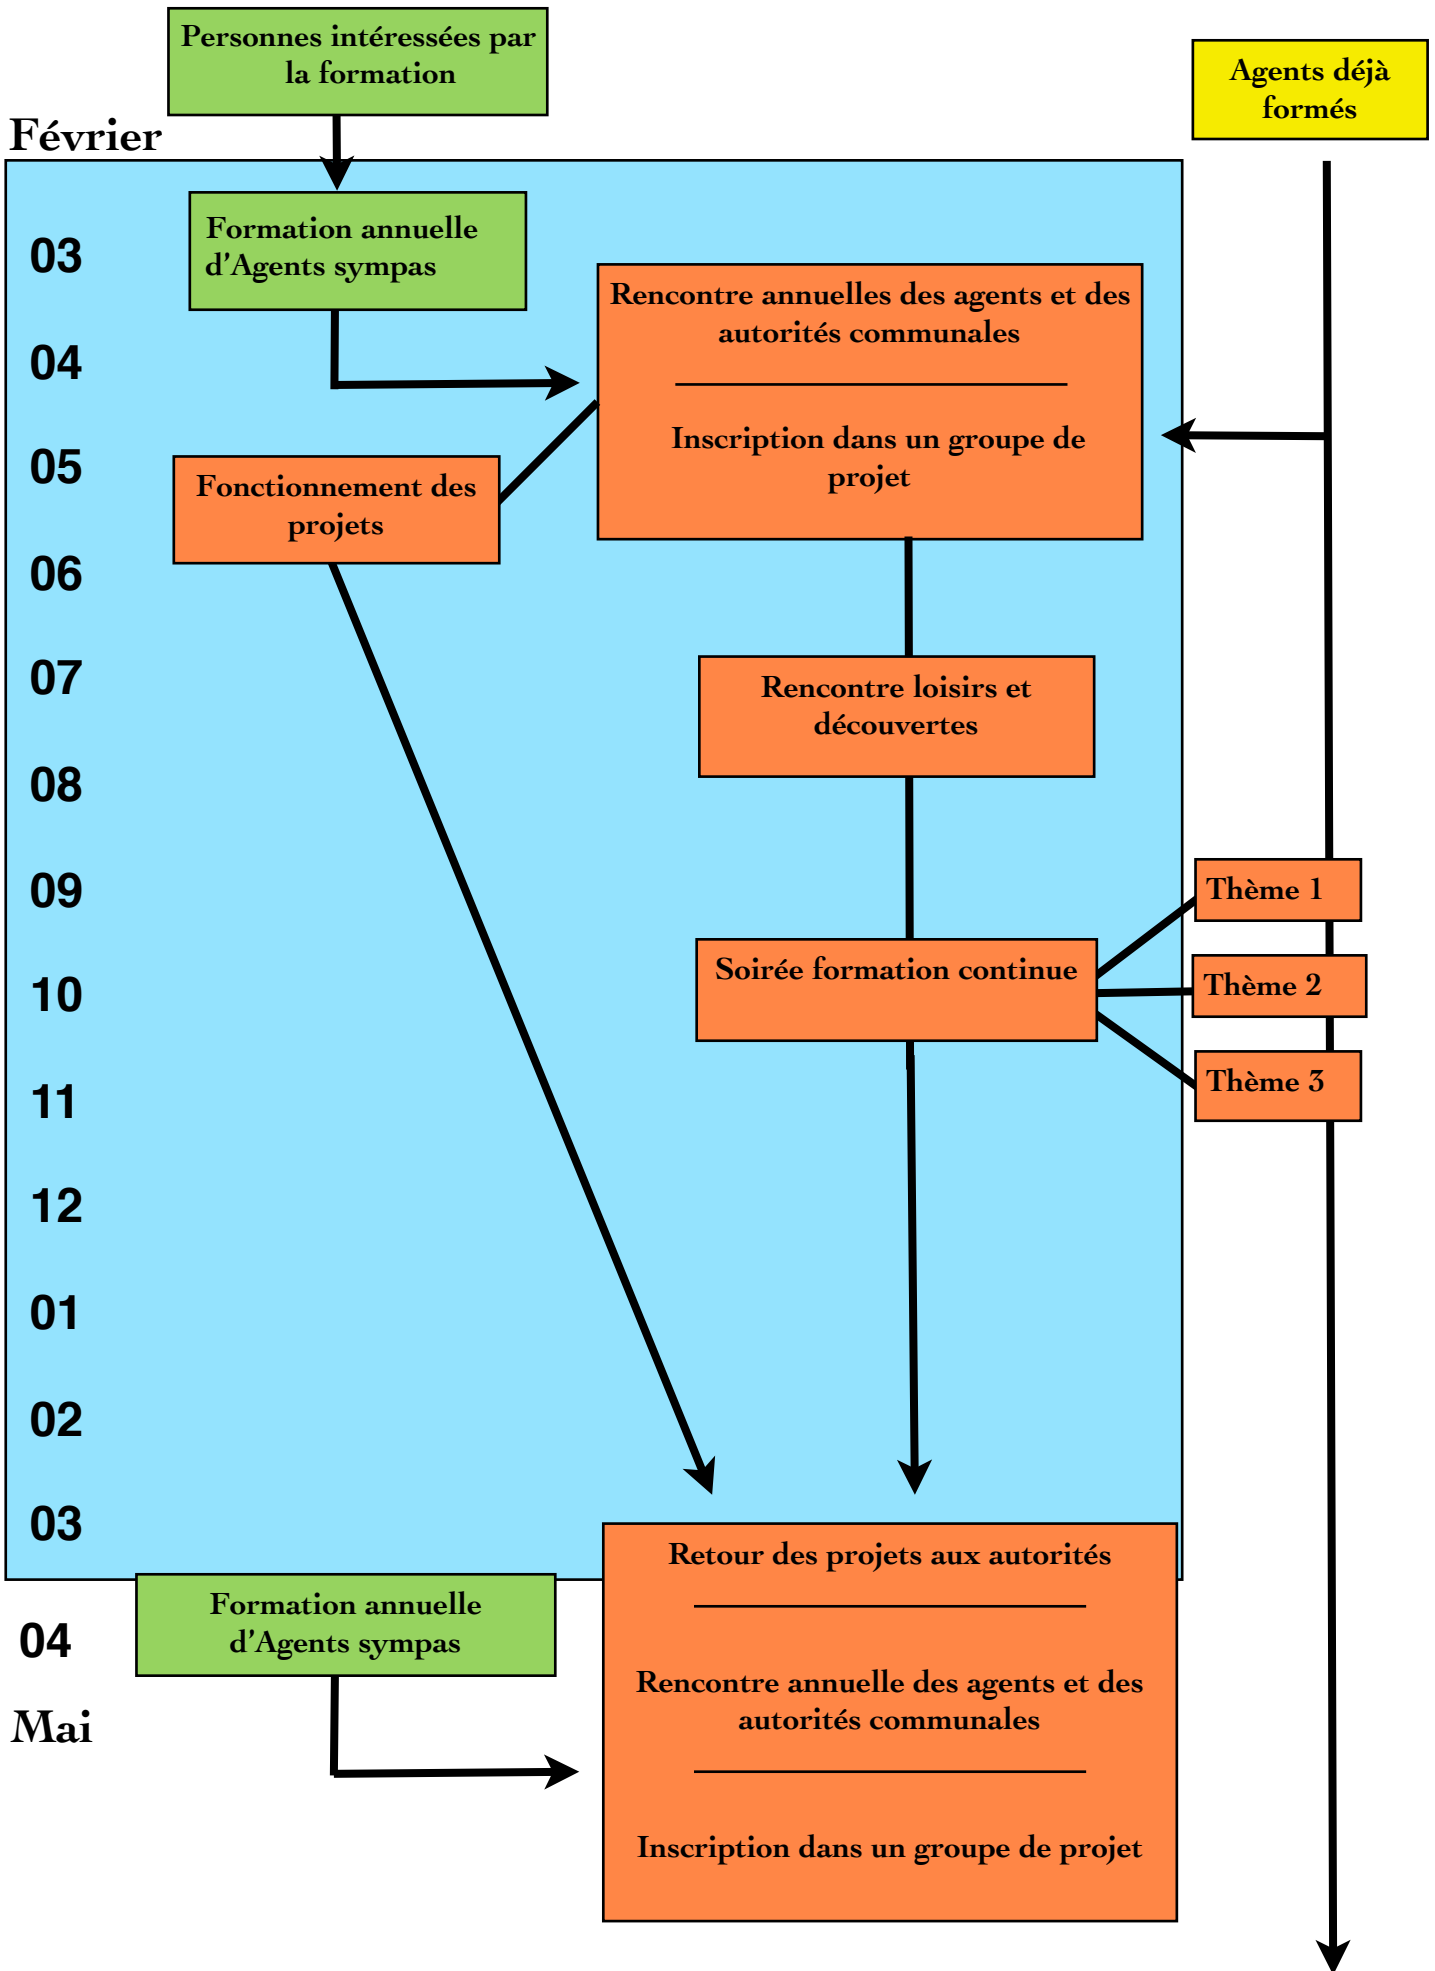 Personnes intéressées par
la formation
Agents déjà
formés
Février
03
Formation annuelle
d'Agents sympas
Rencontre annuelles des agents et des
autorités communales
04
Inscription dans un groupe de
projet
05
Fonctionnement des
projets
06
07
Rencontre loisirs et
découvertes
08
09
Thème 1
Soirée formation continue
10
Thème 2
11
Thème 3
12
01
02
03
Retour des projets aux autorités
Formation annuelle
d'Agents sympas
04
Rencontre annuelle des agents et des
autorités communales
Mai
Inscription dans un groupe de projet